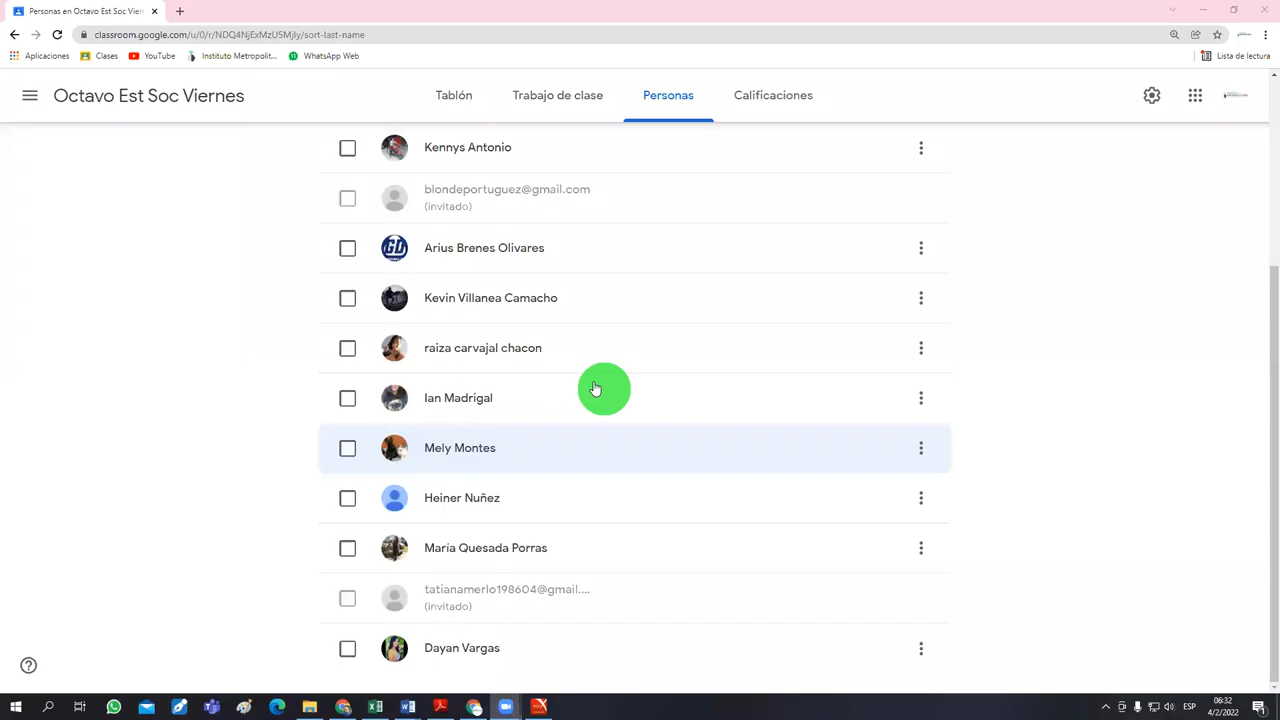 Personas en Octavo Est Soc Vier
classroom.google.com/u/0/r/NDQ4NjExMzU5Mjly/sort-last-name
Aplicaciones
Clases
YouTube
Instituto Metropolit...
WhatsApp Web
Lista de lectura
Octavo Est Soc Viernes
Tablón
Trabajo de clase
Personas
Calificaciones
Kennys Antonio
blondeportuguez@gmail.com
(invitado)
Arius Brenes Olivares
Kevin Villanea Camacho
raiza carvajal chacon
Ian Madrigal
Mely Montes
Heiner Nuñez
María Quesada Porras
tatianamerlo198604@gmail....
(invitado)
Dayan Vargas
ESP
06:32
4/2/2022